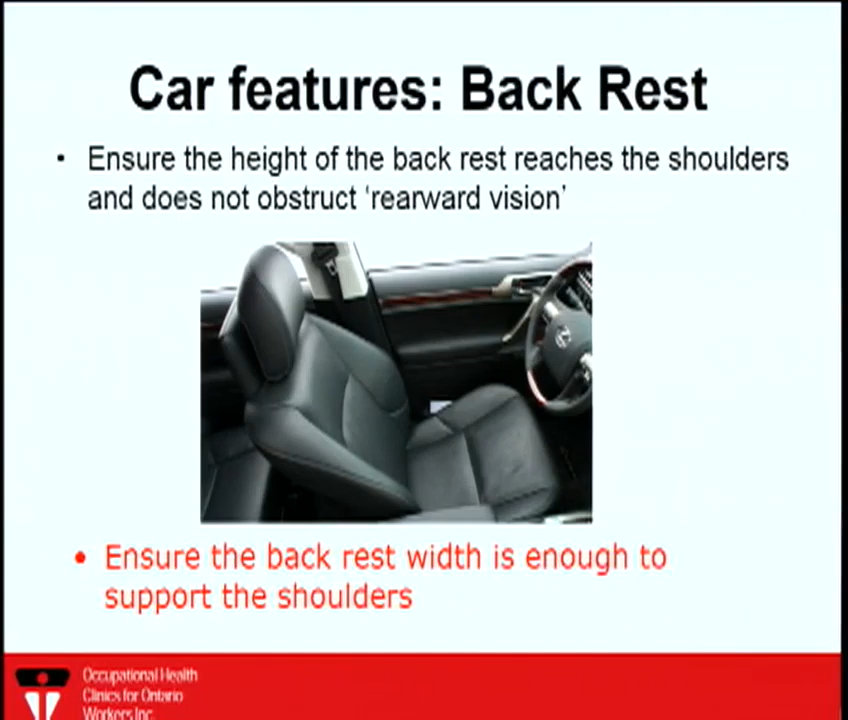 Car features: Back Rest
• Ensure the height of the back rest reaches the shoulders
and does not obstruct ‘rearward vision’
• Ensure the back rest width is enough to
support the shoulders
Occupational Health
Clinics for Ontario
Workers Inc.